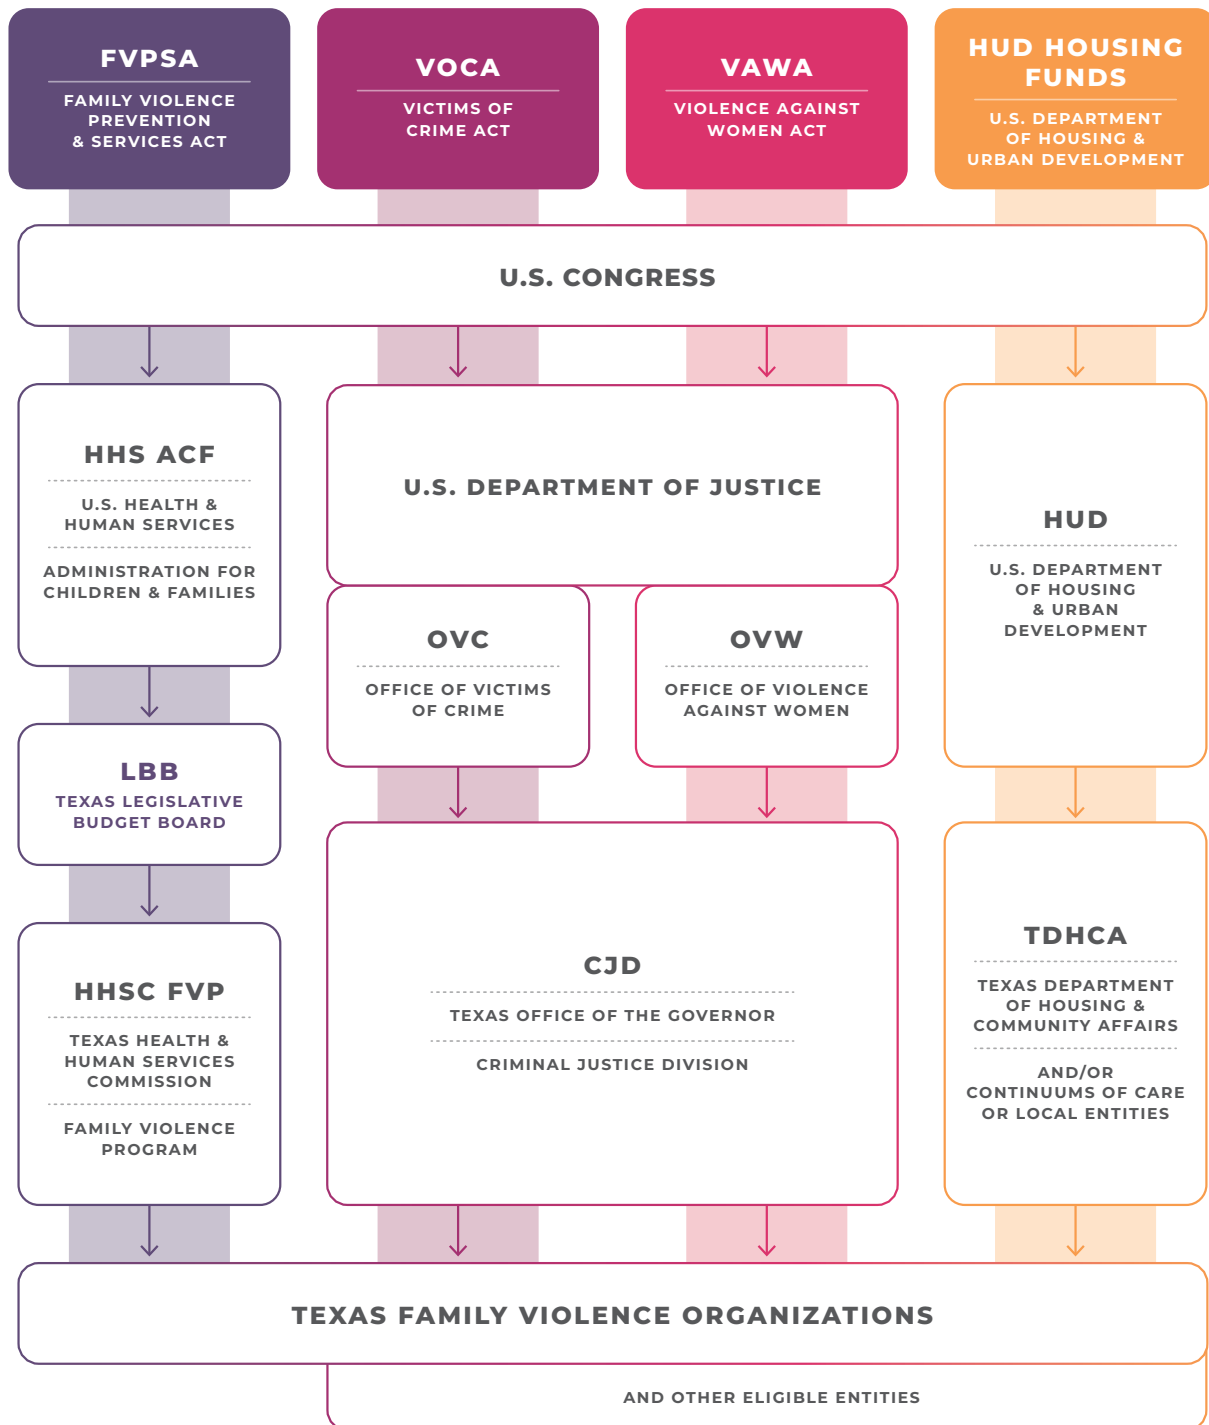 FVPSA
FAMILY VIOLENCE
PREVENTION
& SERVICES ACT
VOCA
VICTIMS OF
CRIME ACT
VAWA
VIOLENCE AGAINST
WOMEN ACT
HUD HOUSING
FUNDS
U.S. DEPARTMENT
OF HOUSING &
URBAN DEVELOPMENT
U.S. CONGRESS
HHS ACF
U.S. HEALTH &
HUMAN SERVICES
ADMINISTRATION FOR
CHILDREN & FAMILIES
U.S. DEPARTMENT OF JUSTICE
HUD
U.S. DEPARTMENT
OF HOUSING
& URBAN
DEVELOPMENT
OVC
OFFICE OF VICTIMS
OF CRIME
OVW
OFFICE OF VIOLENCE
AGAINST WOMEN
LBB
TEXAS LEGISLATIVE
BUDGET BOARD
HHSC FVP
TEXAS HEALTH &
HUMAN SERVICES
COMMISSION
FAMILY VIOLENCE
PROGRAM
CJD
TEXAS OFFICE OF THE GOVERNOR
CRIMINAL JUSTICE DIVISION
TDHCA
TEXAS DEPARTMENT
OF HOUSING &
COMMUNITY AFFAIRS
AND/OR
CONTINUUMS OF CARE
OR LOCAL ENTITIES
TEXAS FAMILY VIOLENCE ORGANIZATIONS
AND OTHER ELIGIBLE ENTITIES